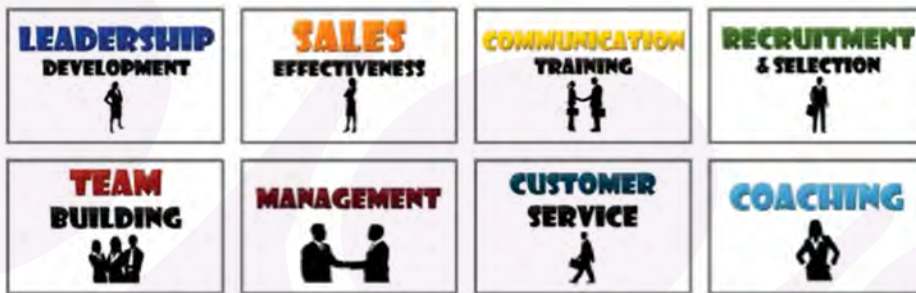 LEADERSHIP
DEVELOPMENT
SALES
EFFECTIVENESS
COMMUNICATION
TRAINING
RECRUITMENT
& SELECTION
TEAM
BUILDING
MANAGEMENT
CUSTOMER
SERVICE
COACHING